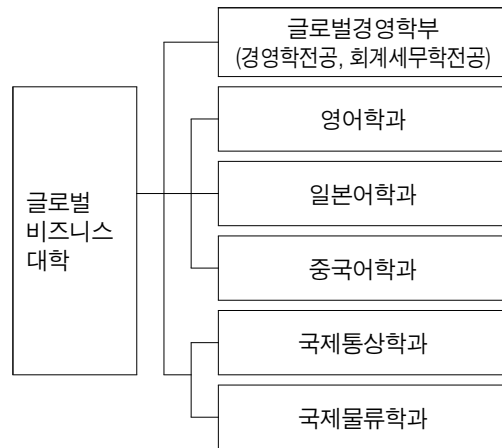 글로벌경영학부
(경영학전공, 회계세무학전공)
영어학과
글로벌
비즈니스
대학
일본어학과
중국어학과
국제통상학과
국제물류학과